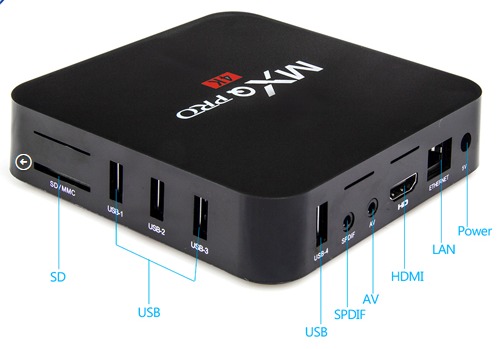 MXQ PRO
4K
SD/MMC
USB-1
USB-2
USB-3
USB-4
SPDIF
AV
HD
ETHERNET
5V
SD
USB
USB
SPDIF
AV
HDMI
LAN
Power